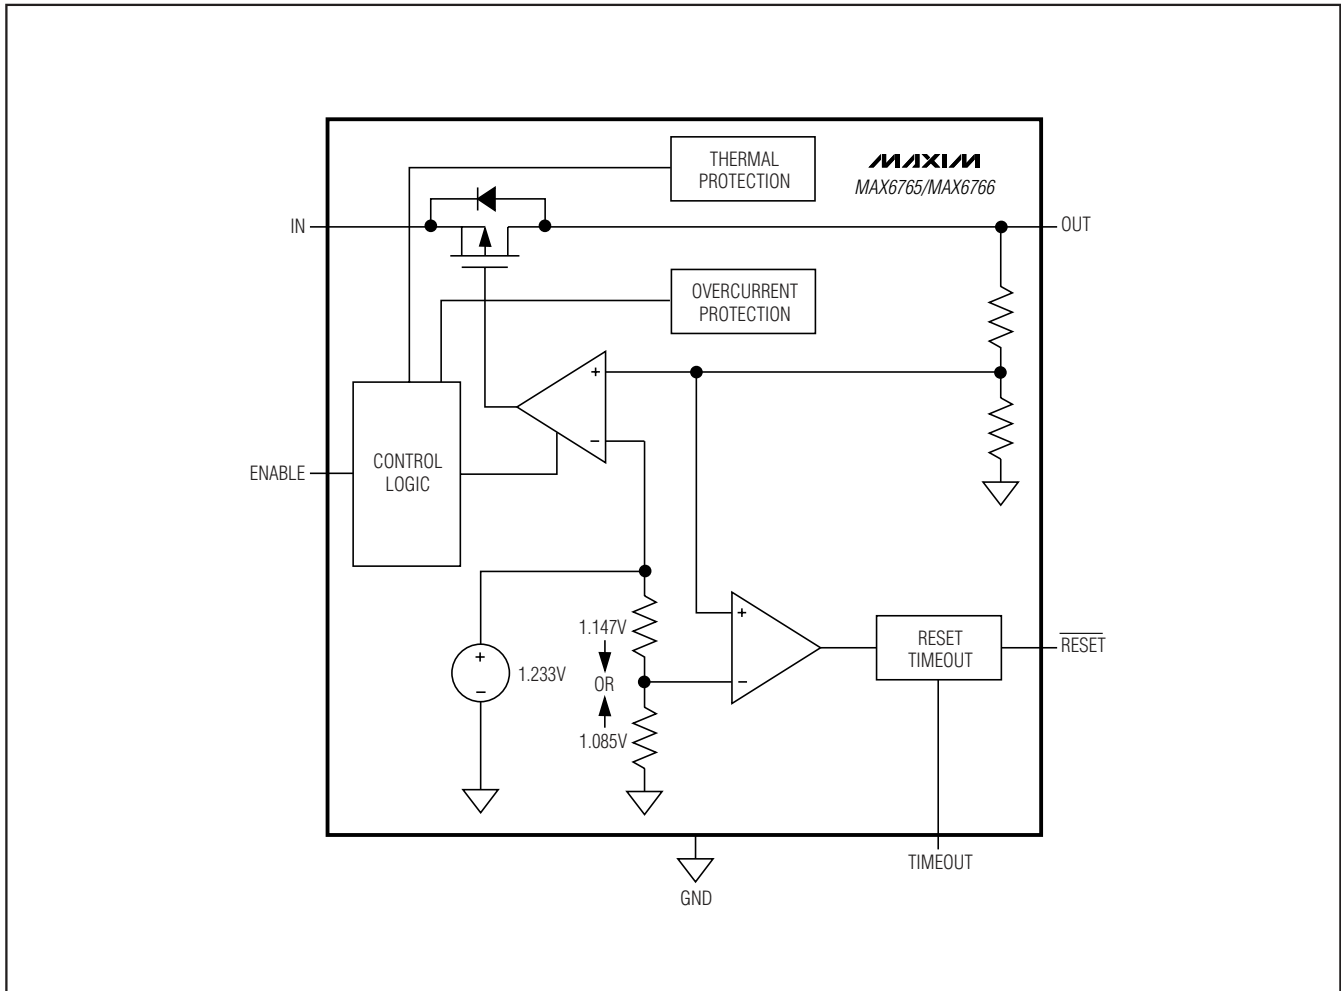 THERMAL
PROTECTION
MAXIM
MAX6765/MAX6766
IN
OUT
OVERCURRENT
PROTECTION
+
−
ENABLE
CONTROL
LOGIC
1.147V
OR
1.085V
+
−
1.233V
+
−
RESET
TIMEOUT
RESET
TIMEOUT
GND